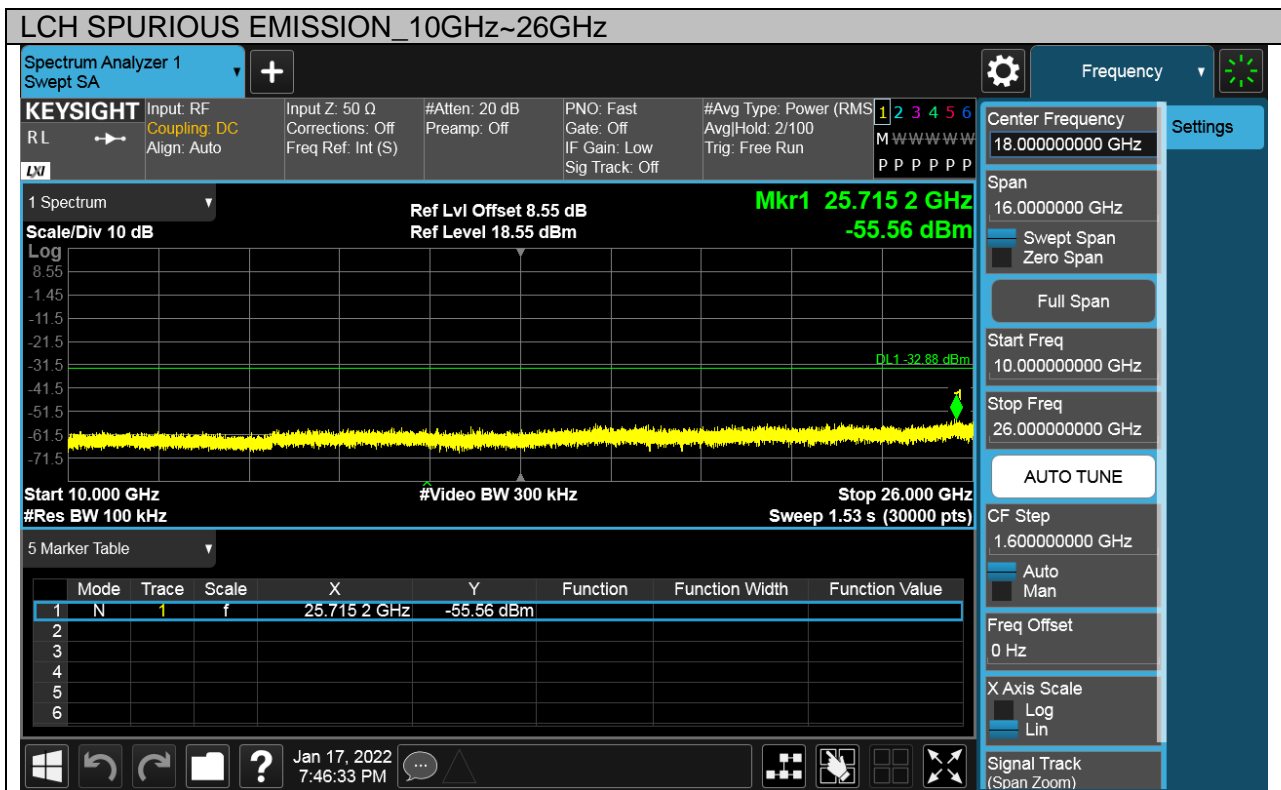 LCH SPURIOUS EMISSION_10GHz~26GHz
Spectrum Analyzer 1
Swept SA
Frequency
KEYSIGHT Input: RF Input Z: 50 Ω #Atten: 20 dB PNO: Fast #Avg Type: Power (RMS 1 2 3 4 5 6
RL Coupling: DC Corrections: Off Preamp: Off Gate: Off Avg|Hold: 2/100 M W W W W W
Align: Auto Freq Ref: Int (S) IF Gain: Low Trig: Free Run
LXI Sig Track: Off P P P P P P
Center Frequency
18.000000000 GHz
Settings
1 Spectrum
Ref Lvl Offset 8.55 dB
Mkr1 25.715 2 GHz
Scale/Div 10 dB Ref Level 18.55 dBm -55.56 dBm
Log
8.55
-1.45
-11.5
-21.5
-31.5
DL1 -32.88 dBm
-41.5
1
-51.5
-61.5
-71.5
Start 10.000 GHz #Video BW 300 kHz Stop 26.000 GHz
#Res BW 100 kHz Sweep 1.53 s (30000 pts)
Span
16.0000000 GHz
Swept Span
Zero Span
Full Span
Start Freq
10.000000000 GHz
Stop Freq
26.000000000 GHz
AUTO TUNE
CF Step
1.600000000 GHz
Auto
Man
Freq Offset
0 Hz
X Axis Scale
Log
Lin
Signal Track
(Span Zoom)
5 Marker Table
Mode Trace Scale X Y Function Function Width Function Value
1 N 1 f 25.715 2 GHz -55.56 dBm
2
3
4
5
6
? Jan 17, 2022
7:46:33 PM